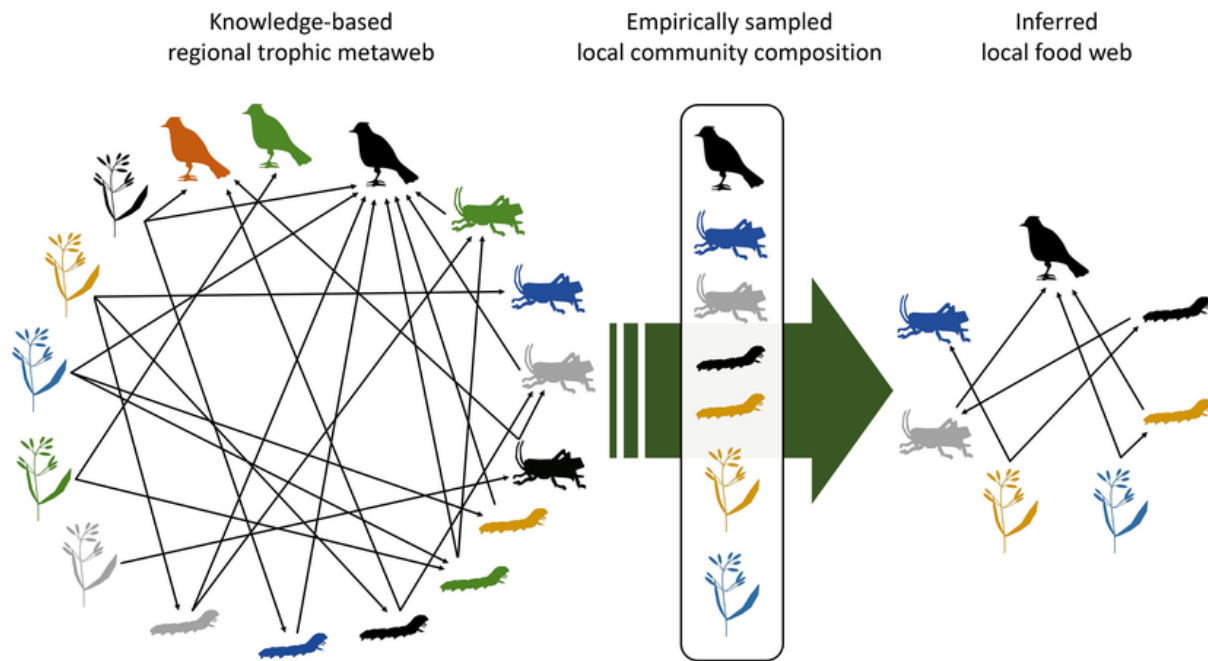 Knowledge-based
regional trophic metaweb
Empirically sampled
local community composition
Inferred
local food web